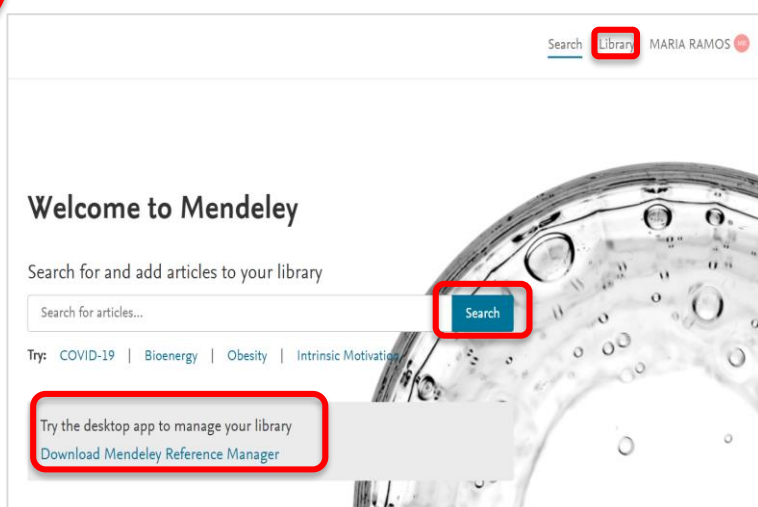 Search Library MARIA RAMOS MR
Welcome to Mendeley
Search for and add articles to your library
Search for articles... Search
Try: COVID-19 | Bioenergy | Obesity | Intrinsic Motivation
Try the desktop app to manage your library
Download Mendeley Reference Manager